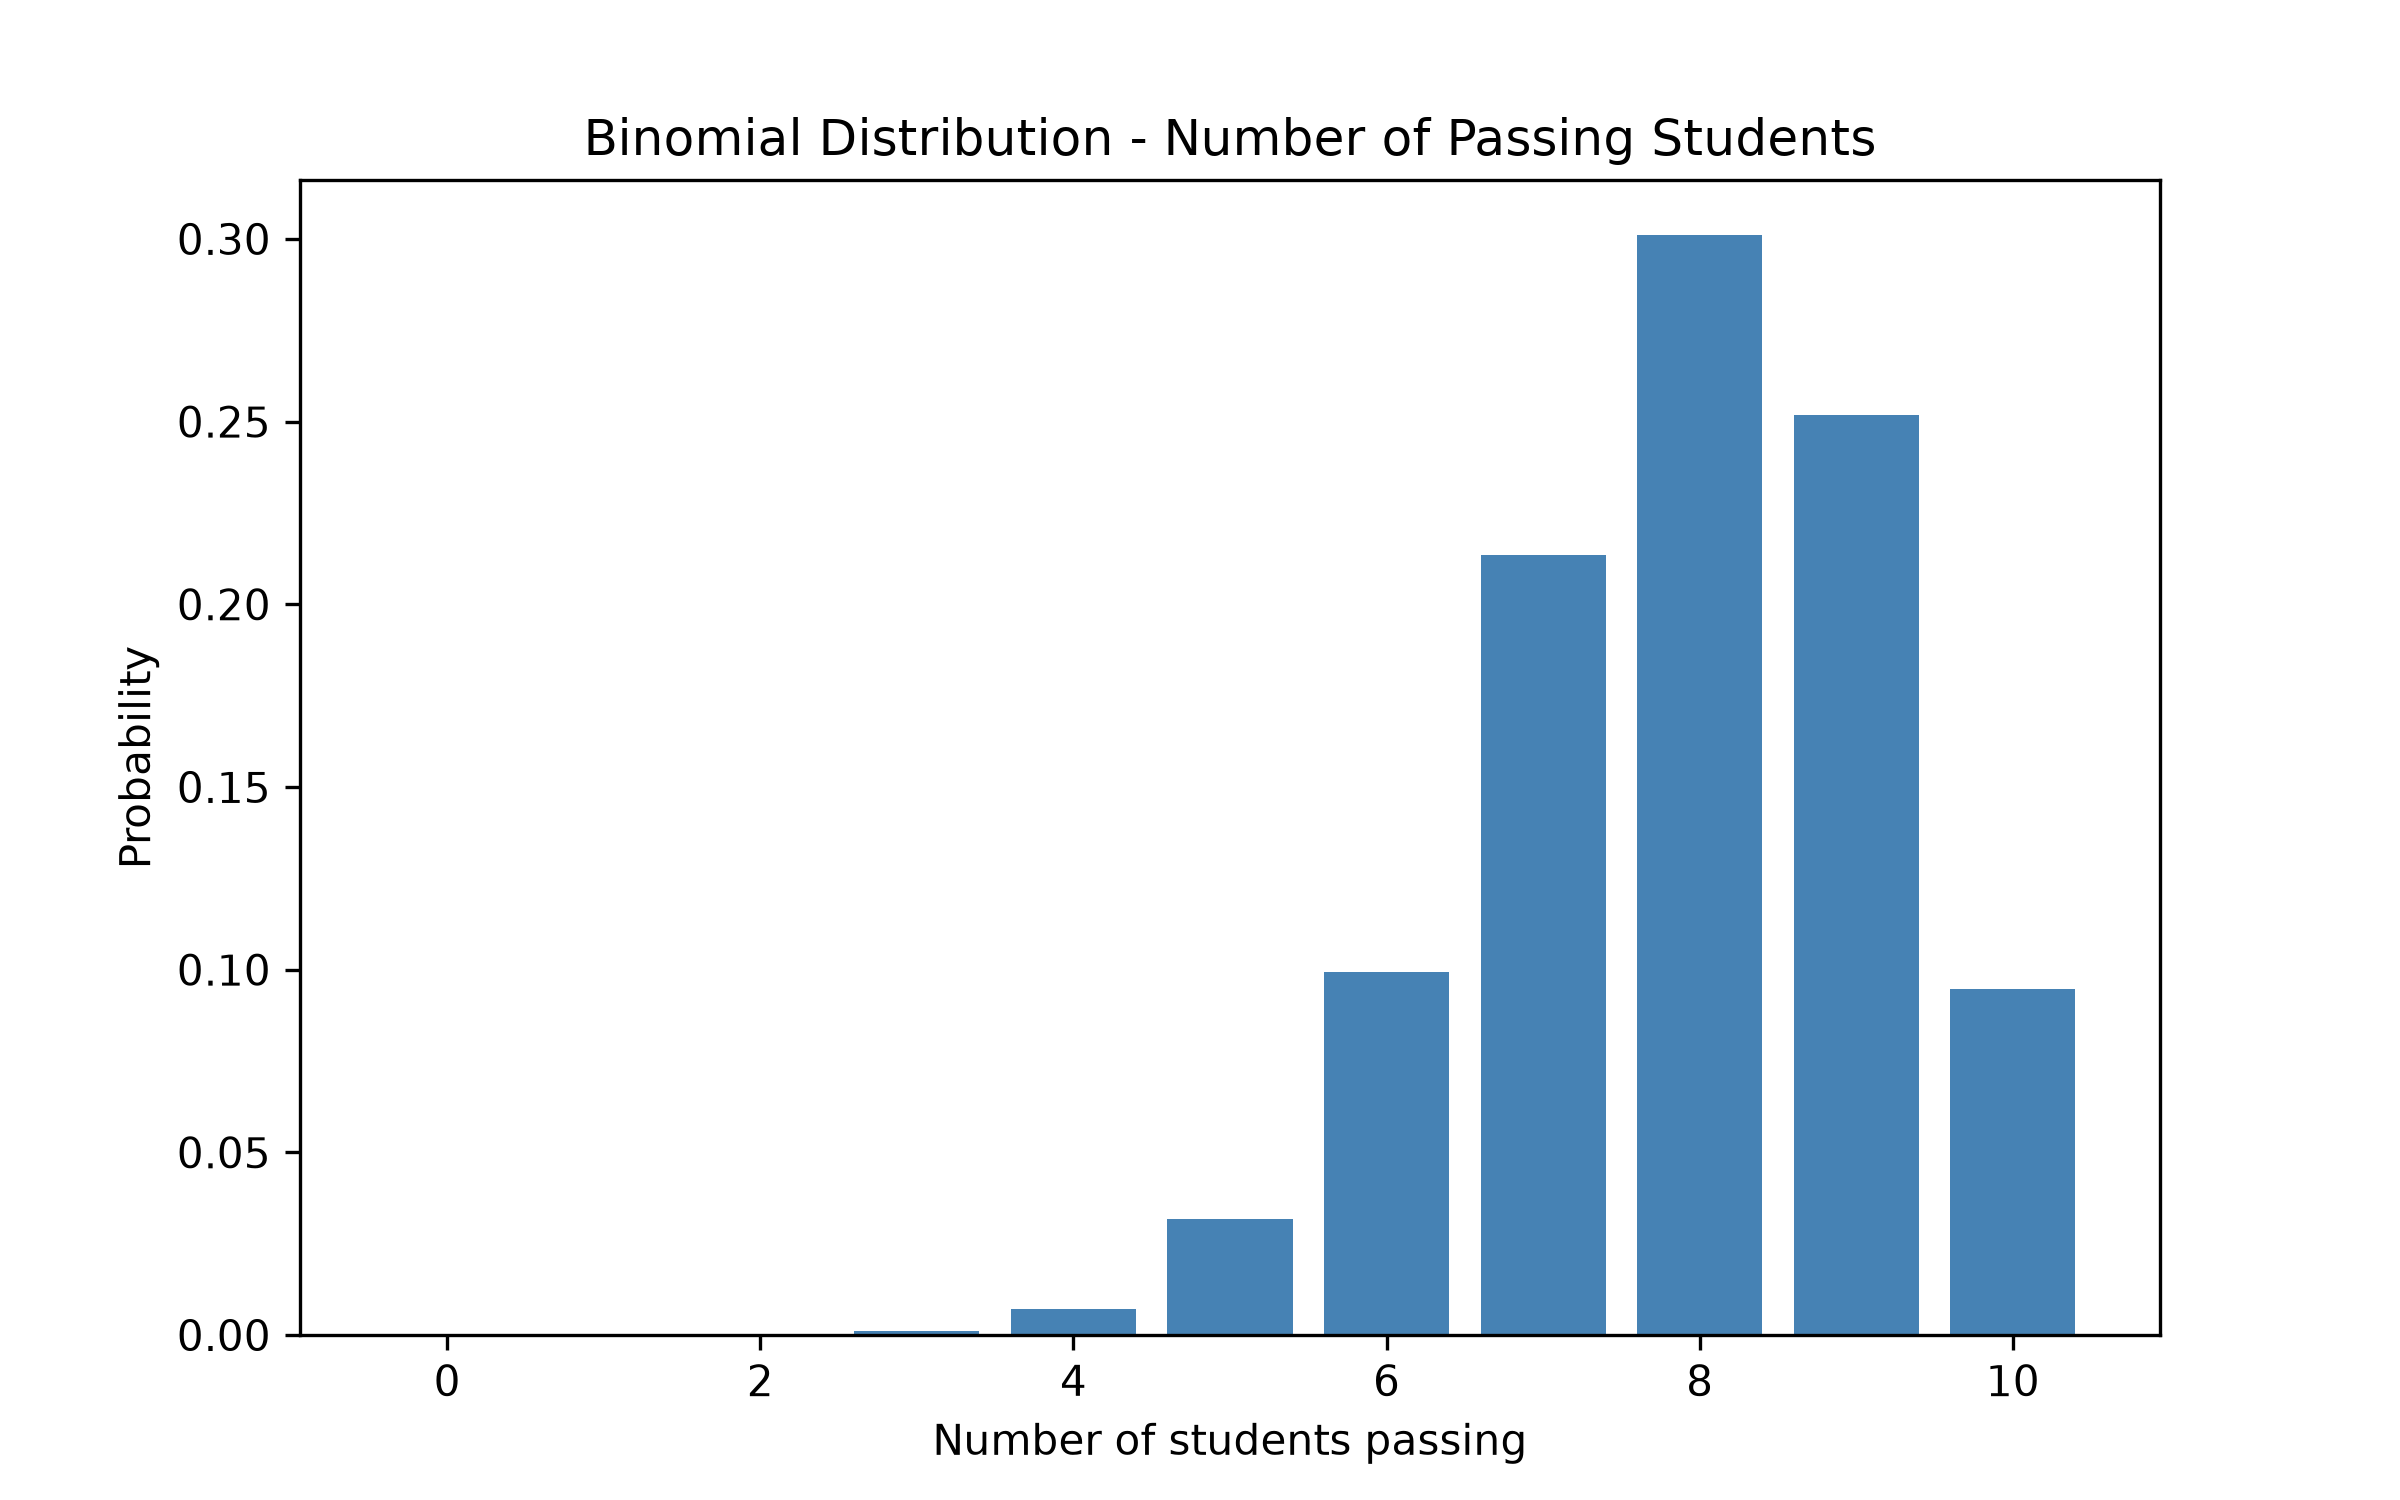 Binomial Distribution - Number of Passing Students
0.30
0.25
0.20
0.15
0.10
0.05
0.00
Probability
0 2 4 6 8 10
Number of students passing